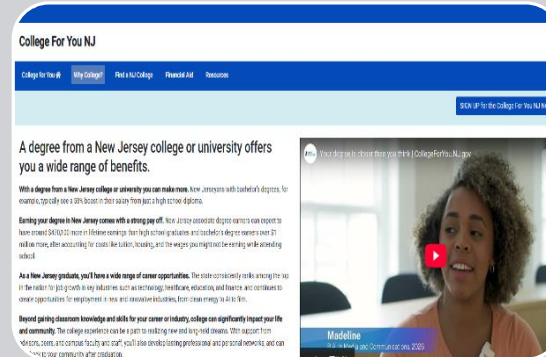 College For You NJ
College for You
Why College?
Find a NJ College
Financial Aid
Resources
SIGN UP for the College For You NJ Ne
A degree from a New Jersey college or university offers
you a wide range of benefits.
With a degree from a New Jersey college or university you can make more. New Jerseyans with bachelor's degrees, for
example, typically see a boost in their salary from just a high school diploma.
Earning your degree in New Jersey comes with a strong pay off. New Jersey associate degree earners can expect to
have around more in lifetime earnings than high school graduates and bachelor's degree earners over $1
million more, after accounting for costs like tuition, housing, and the wages you might not be earning while attending
school.
As a New Jersey graduate, you'll have a wide range of career opportunities. The state consistently ranks among the top
in the nation for job growth in key industries such as technology, healthcare, education, and finance, and continues to
create opportunities for employment in new and innovative industries, from clean energy to AI to film.
Beyond gaining classroom knowledge and skills for your career or industry, college can significantly impact your life
and community. The college experience can be a path to realizing new and long-held dreams. With support from
advisors, peers, and campus faculty and staff, you'll also develop lasting professional and personal networks, and can
back to your community after graduation.
Your degree is closer than you think | CollegeForYou.NJ.gov
Madeline
B.A. in Media and Communications, 2026